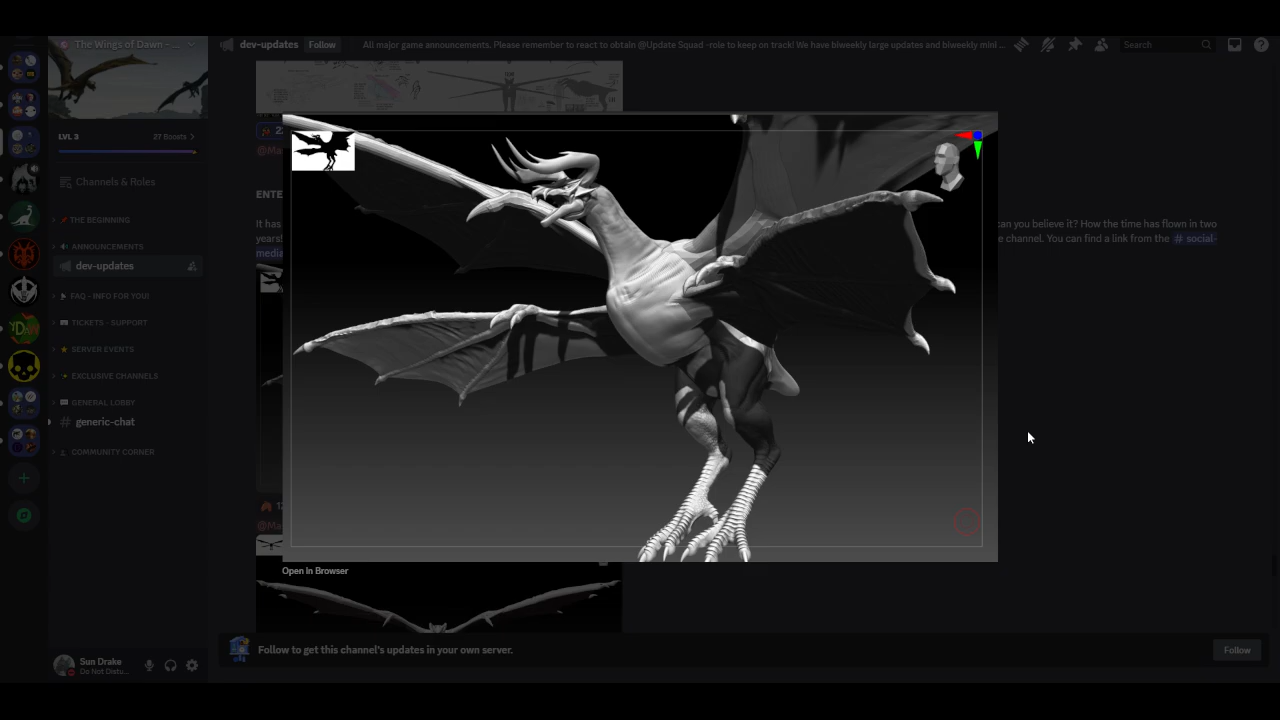 The Wings of Dawn - ...
dev-updates
Follow
All major game announcements. Please remember to react to obtain @Update Squad -role to keep on track! We have biweekly large updates and biweekly mini ...
Search
LVL 3
27 Boosts
Channels & Roles
THE BEGINNING
ANNOUNCEMENTS
dev-updates
FAQ - INFO FOR YOU!
TICKETS - SUPPORT
SERVER EVENTS
EXCLUSIVE CHANNELS
GENERAL LOBBY
generic-chat
COMMUNITY CORNER
@Ma
ENTE
It has
can you believe it? How the time has flown in two
years!
e channel. You can find a link from the # social-
media
@Ma
Open in Browser
Sun Drake
Do Not Distu...
Follow to get this channel's updates in your own server.
Follow